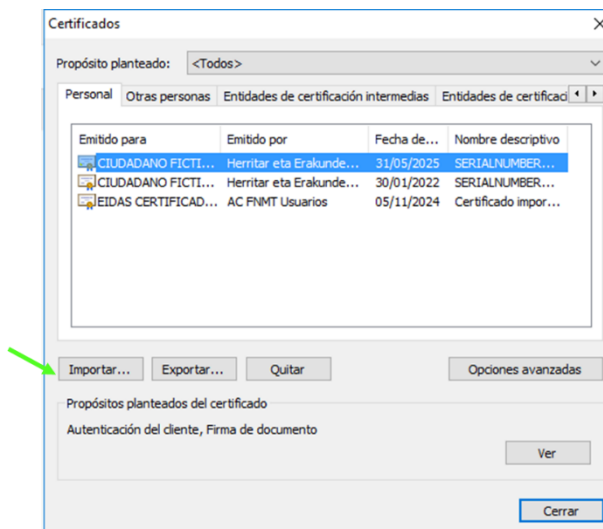 Certificados
Propósito planteado: <Todos>
Personal Otras personas Entidades de certificación intermedias Entidades de certificaci
Emitido para Emitido por Fecha de... Nombre descriptivo
CIUDADANO FICTI... Herritar eta Erakunde... 31/05/2025 SERIALNUMBER...
CIUDADANO FICTI... Herritar eta Erakunde... 30/01/2022 SERIALNUMBER...
EIDAS CERTIFICAD... AC FNMT Usuarios 05/11/2024 Certificado impor...
Importar... Exportar... Quitar Opciones avanzadas
Propósitos planteados del certificado
Autenticación del cliente, Firma de documento
Ver
Cerrar